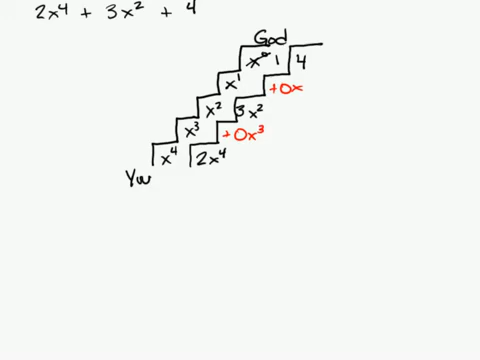 2x⁴ + 3x² + 4
God
x⁰ 1 4
x¹ +0x
x² 3x²
x³ +0x³
x⁴ 2x⁴
You